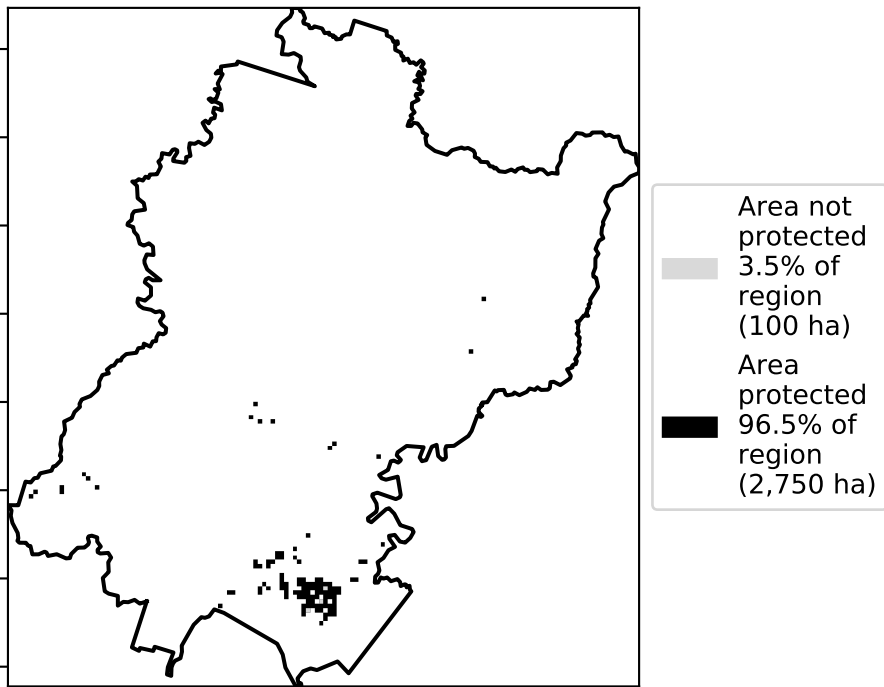 Area not
protected
3.5% of
region
(100 ha)
Area
protected
96.5% of
region
(2,750 ha)